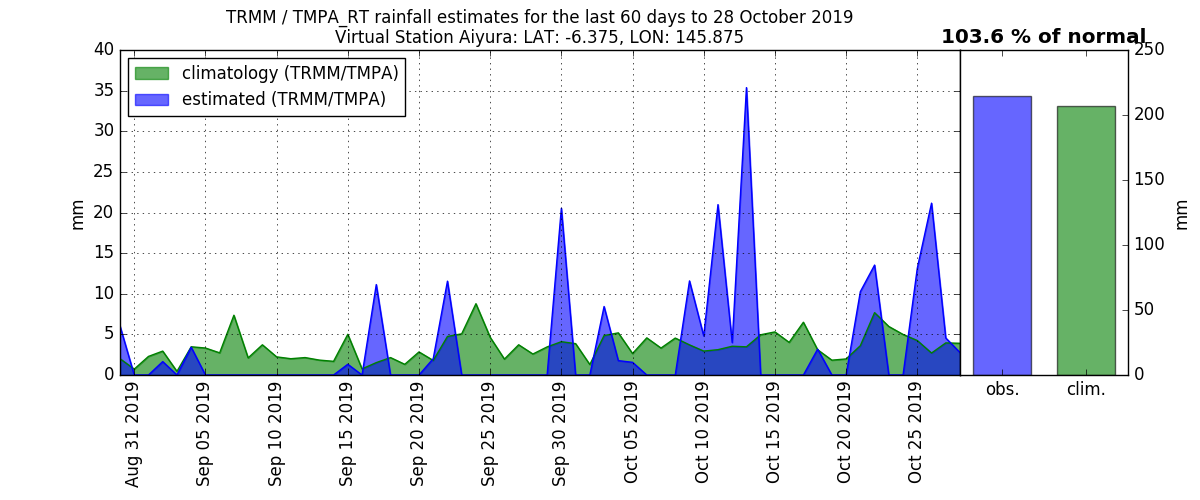 TRMM / TMPA_RT rainfall estimates for the last 60 days to 28 October 2019
Virtual Station Aiyura: LAT: -6.375, LON: 145.875
103.6 % of normal
climatology (TRMM/TMPA)
estimated (TRMM/TMPA)
mm
40
35
30
25
20
15
10
5
0
Aug 31 2019
Sep 05 2019
Sep 10 2019
Sep 15 2019
Sep 20 2019
Sep 25 2019
Sep 30 2019
Oct 05 2019
Oct 10 2019
Oct 15 2019
Oct 20 2019
Oct 25 2019
250
200
150
100
50
0
mm
obs.
clim.